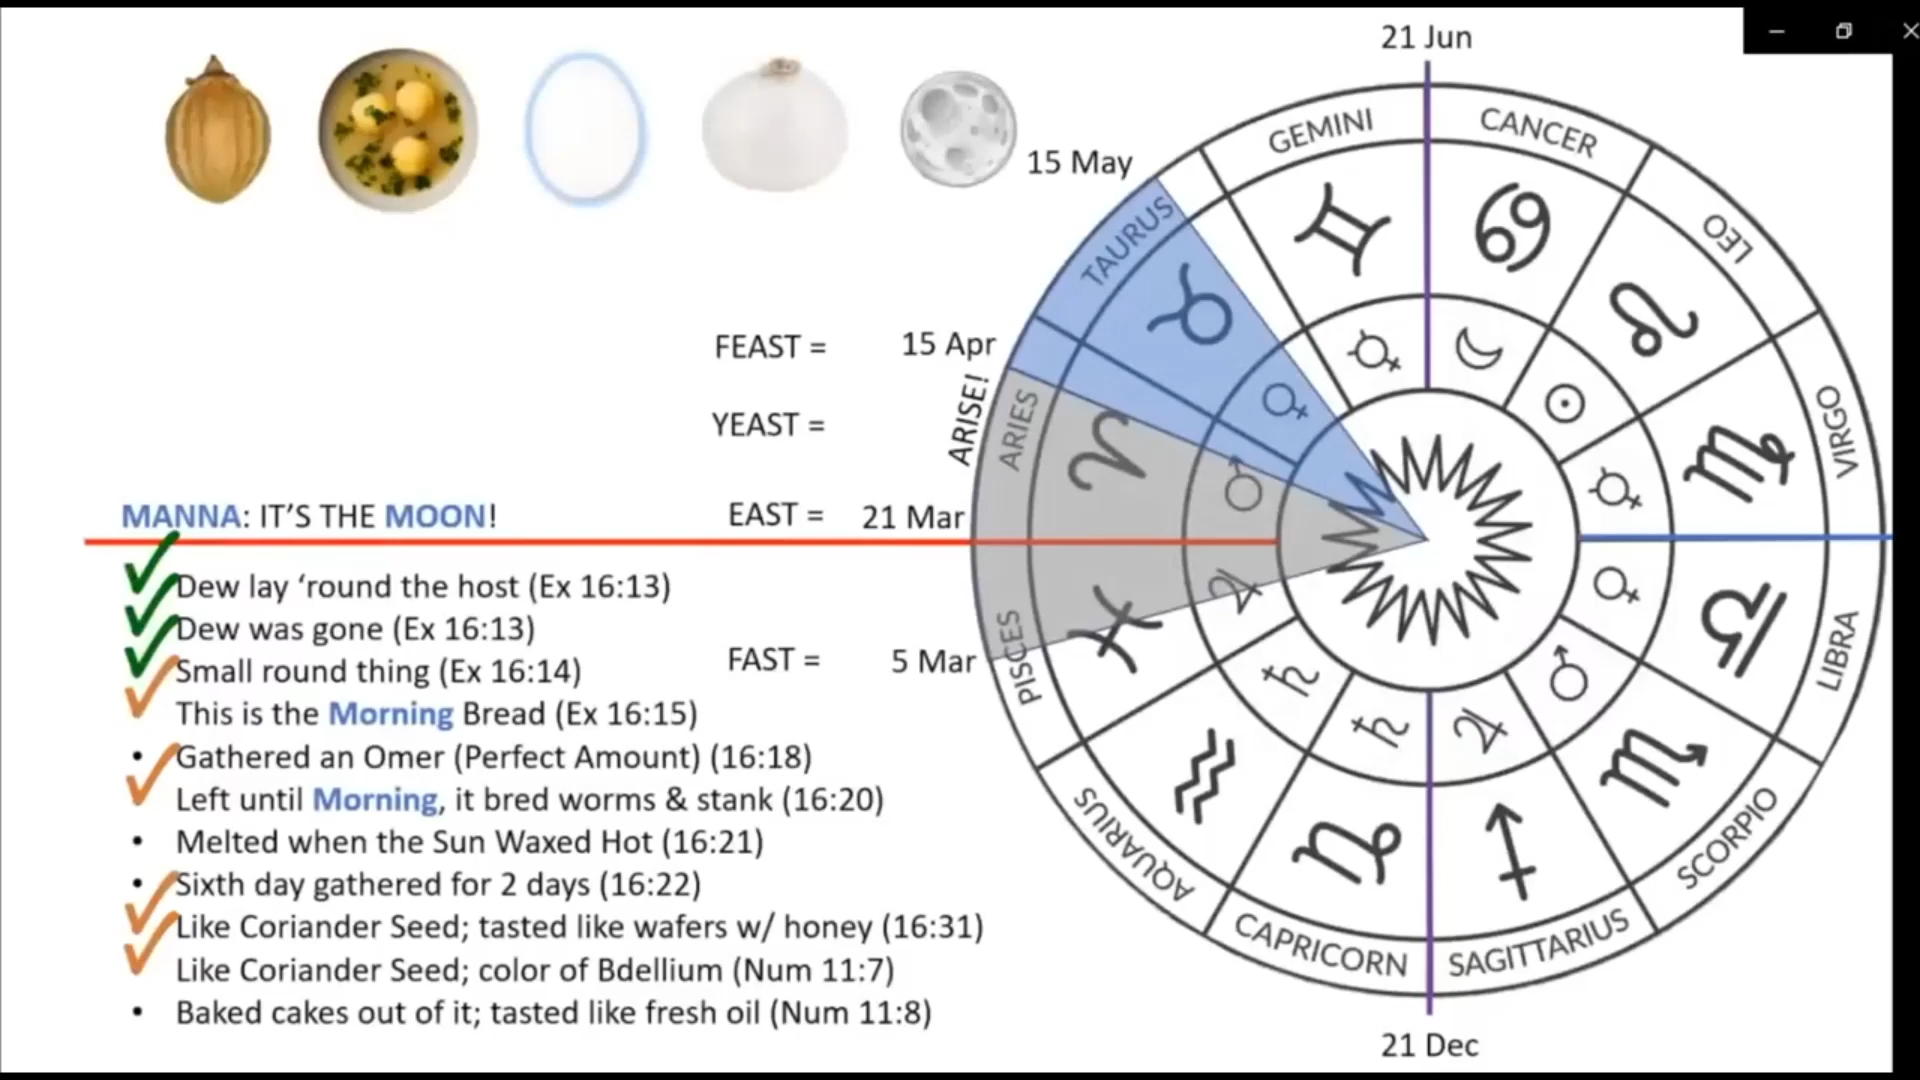 21 Jun
GEMINI
CANCER
15 May
TAURUS
LEO
FEAST =
15 Apr
ARISE!
ARIES
VIRGO
YEAST =
MANNA: IT'S THE MOON!
EAST =
21 Mar
Dew lay ‘round the host (Ex 16:13)
Dew was gone (Ex 16:13)
Small round thing (Ex 16:14)
FAST =
5 Mar
PISCES
LIBRA
This is the Morning Bread (Ex 16:15)
• Gathered an Omer (Perfect Amount) (16:18)
Left until Morning, it bred worms & stank (16:20)
• Melted when the Sun Waxed Hot (16:21)
• Sixth day gathered for 2 days (16:22)
Like Coriander Seed; tasted like wafers w/ honey (16:31)
Like Coriander Seed; color of Bdellium (Num 11:7)
• Baked cakes out of it; tasted like fresh oil (Num 11:8)
AQUARIUS
SCORPIO
CAPRICORN
SAGITTARIUS
21 Dec